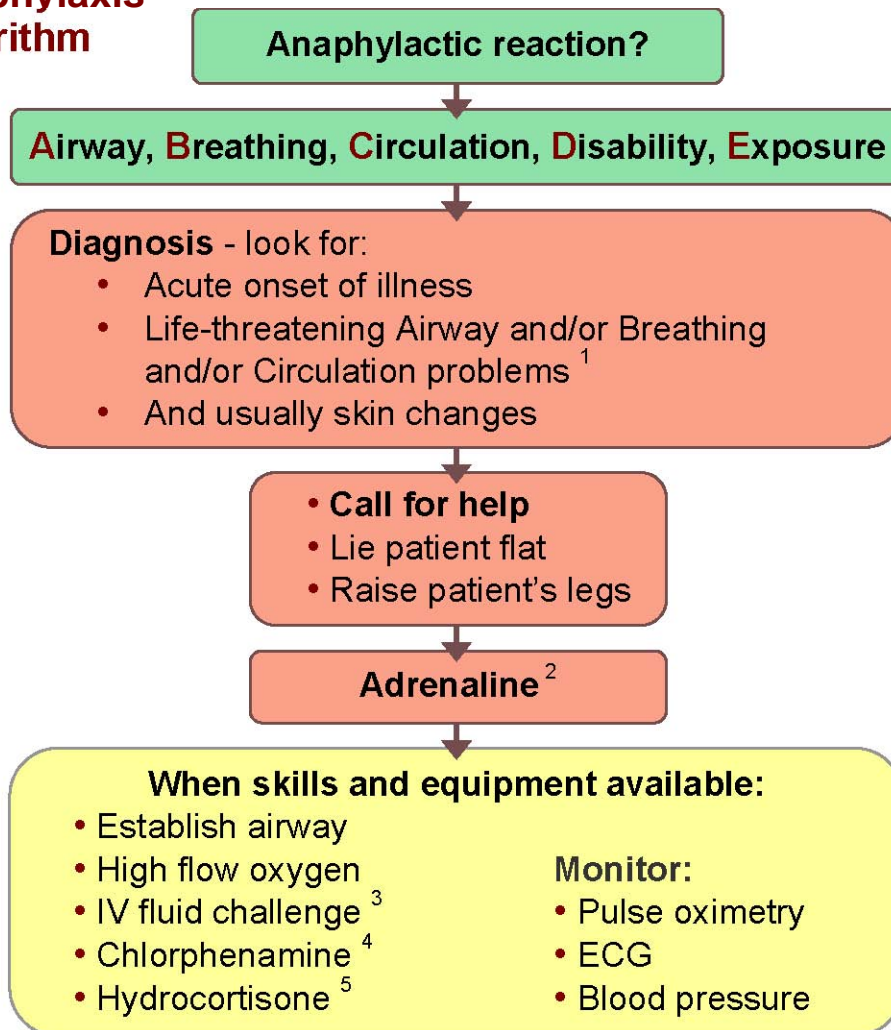 Anaphylactic reaction?
Airway, Breathing, Circulation, Disability, Exposure
Diagnosis - look for:
• Acute onset of illness
• Life-threatening Airway and/or Breathing
and/or Circulation problems 1
• And usually skin changes
• Call for help
• Lie patient flat
• Raise patient's legs
Adrenaline 2
When skills and equipment available:
• Establish airway
• High flow oxygen
• IV fluid challenge 3
• Chlorphenamine 4
• Hydrocortisone 5
Monitor:
• Pulse oximetry
• ECG
• Blood pressure